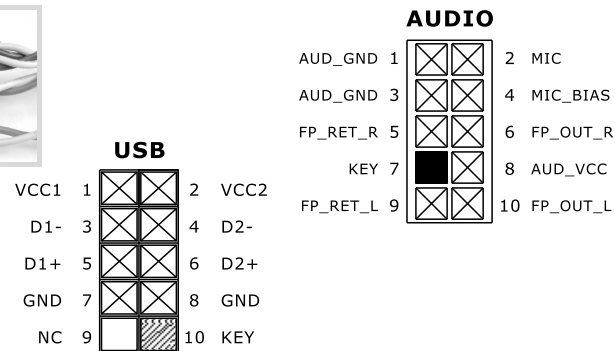 AUDIO
AUD_GND 1 2 MIC
AUD_GND 3 4 MIC_BIAS
FP_RET_R 5 6 FP_OUT_R
KEY 7 8 AUD_VCC
FP_RET_L 9 10 FP_OUT_L
USB
VCC1 1 2 VCC2
D1- 3 4 D2-
D1+ 5 6 D2+
GND 7 8 GND
NC 9 10 KEY